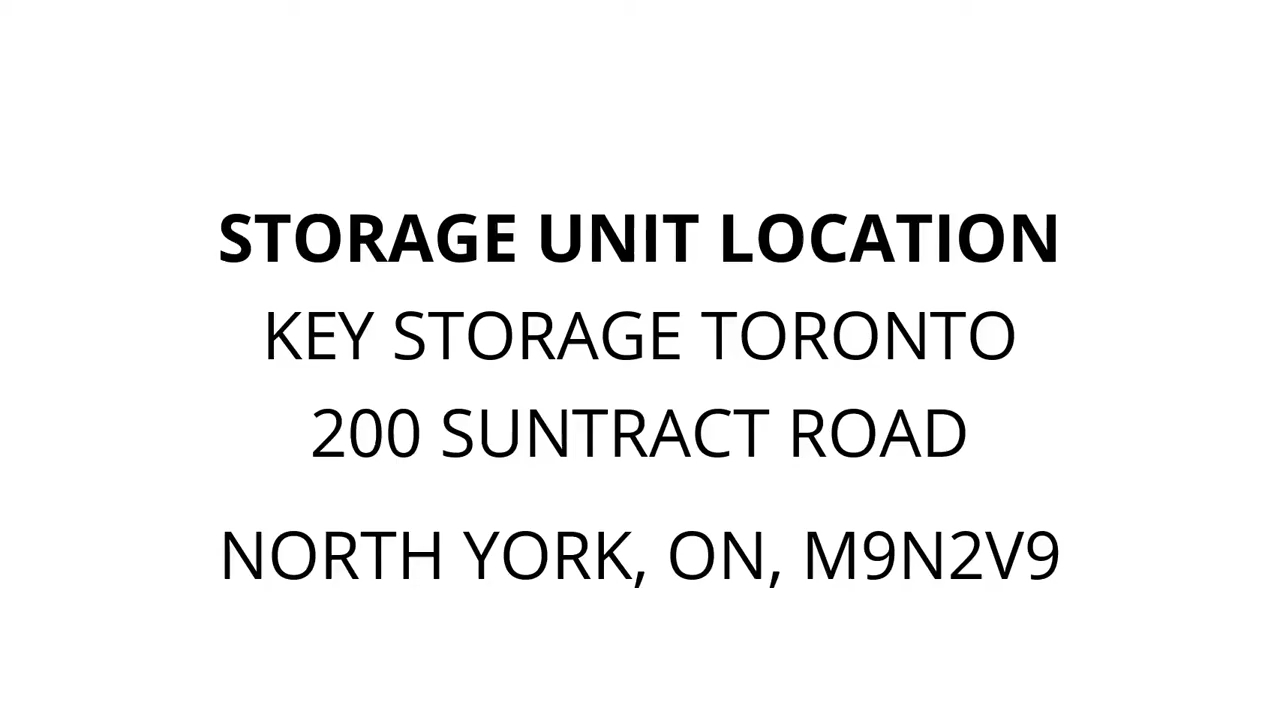 STORAGE UNIT LOCATION
KEY STORAGE TORONTO
200 SUNTRACT ROAD
NORTH YORK, ON, M9N2V9